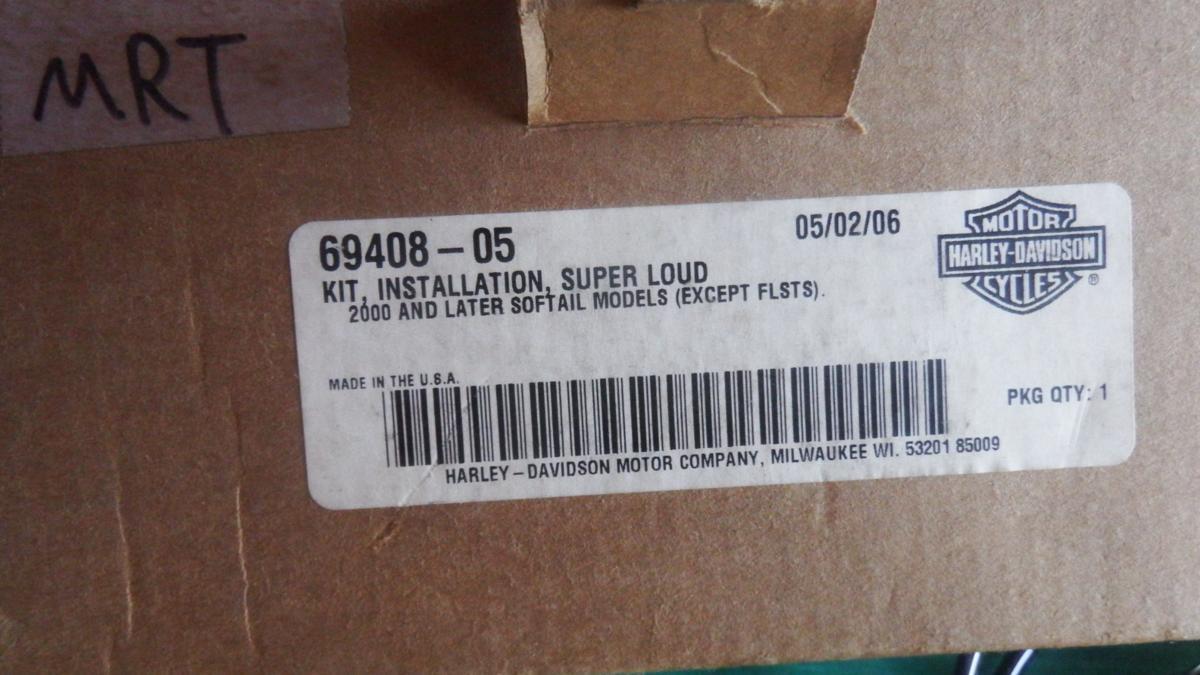 MRT
69408-05
05/02/06
MOTOR
HARLEY-DAVIDSON
CYCLES
®
KIT, INSTALLATION, SUPER LOUD
2000 AND LATER SOFTAIL MODELS (EXCEPT FLSTS).
MADE IN THE U.S.A.
PKG QTY: 1
HARLEY-DAVIDSON MOTOR COMPANY, MILWAUKEE WI. 53201 85009